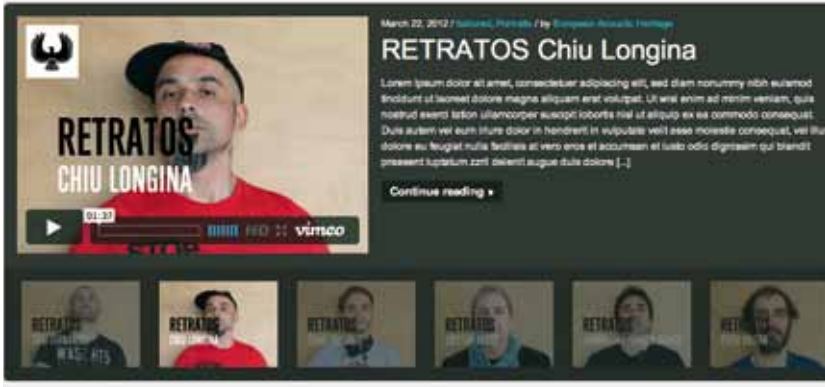 March 22, 2012 / featured, Portraits / by European Acoustic Heritage
RETRATOS Chiu Longina
Lorem ipsum dolor sit amet, consectetuer adipiscing elit, sed diam nonummy nibh euismod
tincidunt ut laoreet dolore magna aliquam erat volutpat. Ut wisi enim ad minim veniam, quis
nostrud exerci tation ullamcorper suscipit lobortis nisl ut aliquip ex ea commodo consequat.
Duis autem vel eum iriure dolor in hendrerit in vulputate velit esse molestie consequat, vel illu
dolore eu feugiat nulla facilisis at vero eros et accumsan et iusto odio dignissim qui blandit
praesent luptatum zzril delenit augue duis dolore [...]
Continue reading »
RETRATOS
CHIU LONGINA
01:37
HD vimeo
STOP
RETRATOS
RETRATOS
CHIU LONGINA
RETRATOS
RETRATOS
RETRATOS
RETRATOS